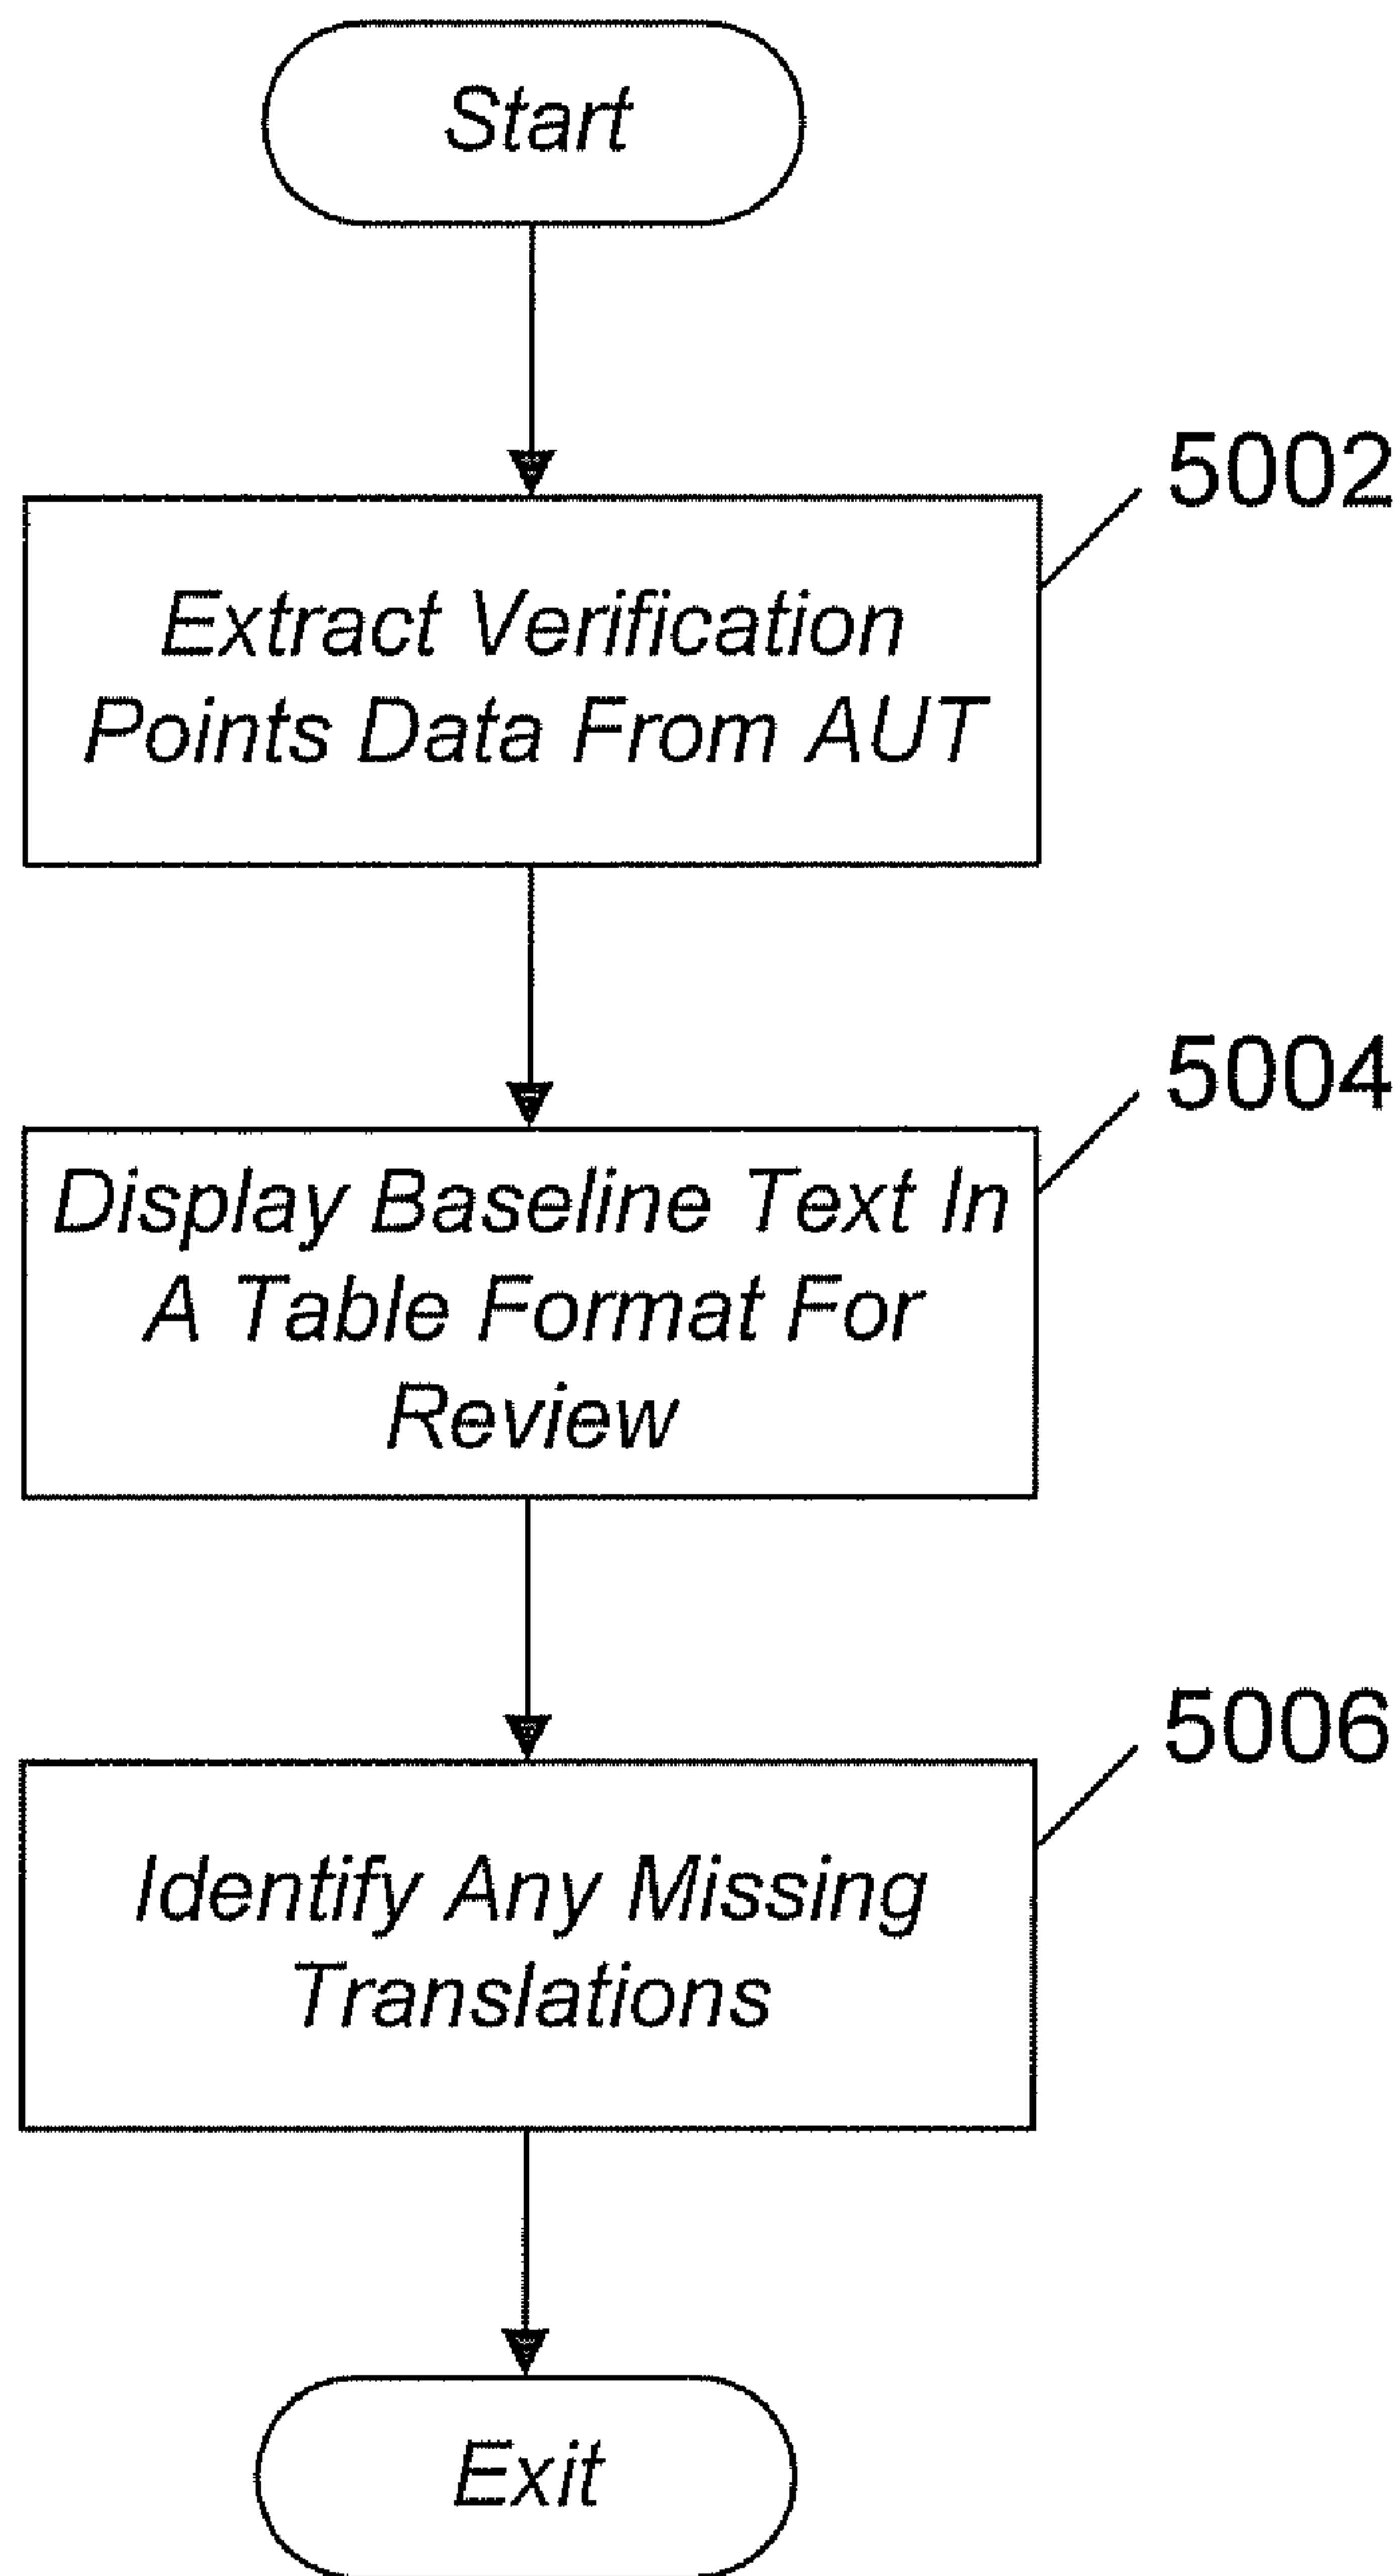 Start
5002
Extract Verification
Points Data From AUT
5004
Display Baseline Text In
A Table Format For
Review
5006
Identify Any Missing
Translations
Exit